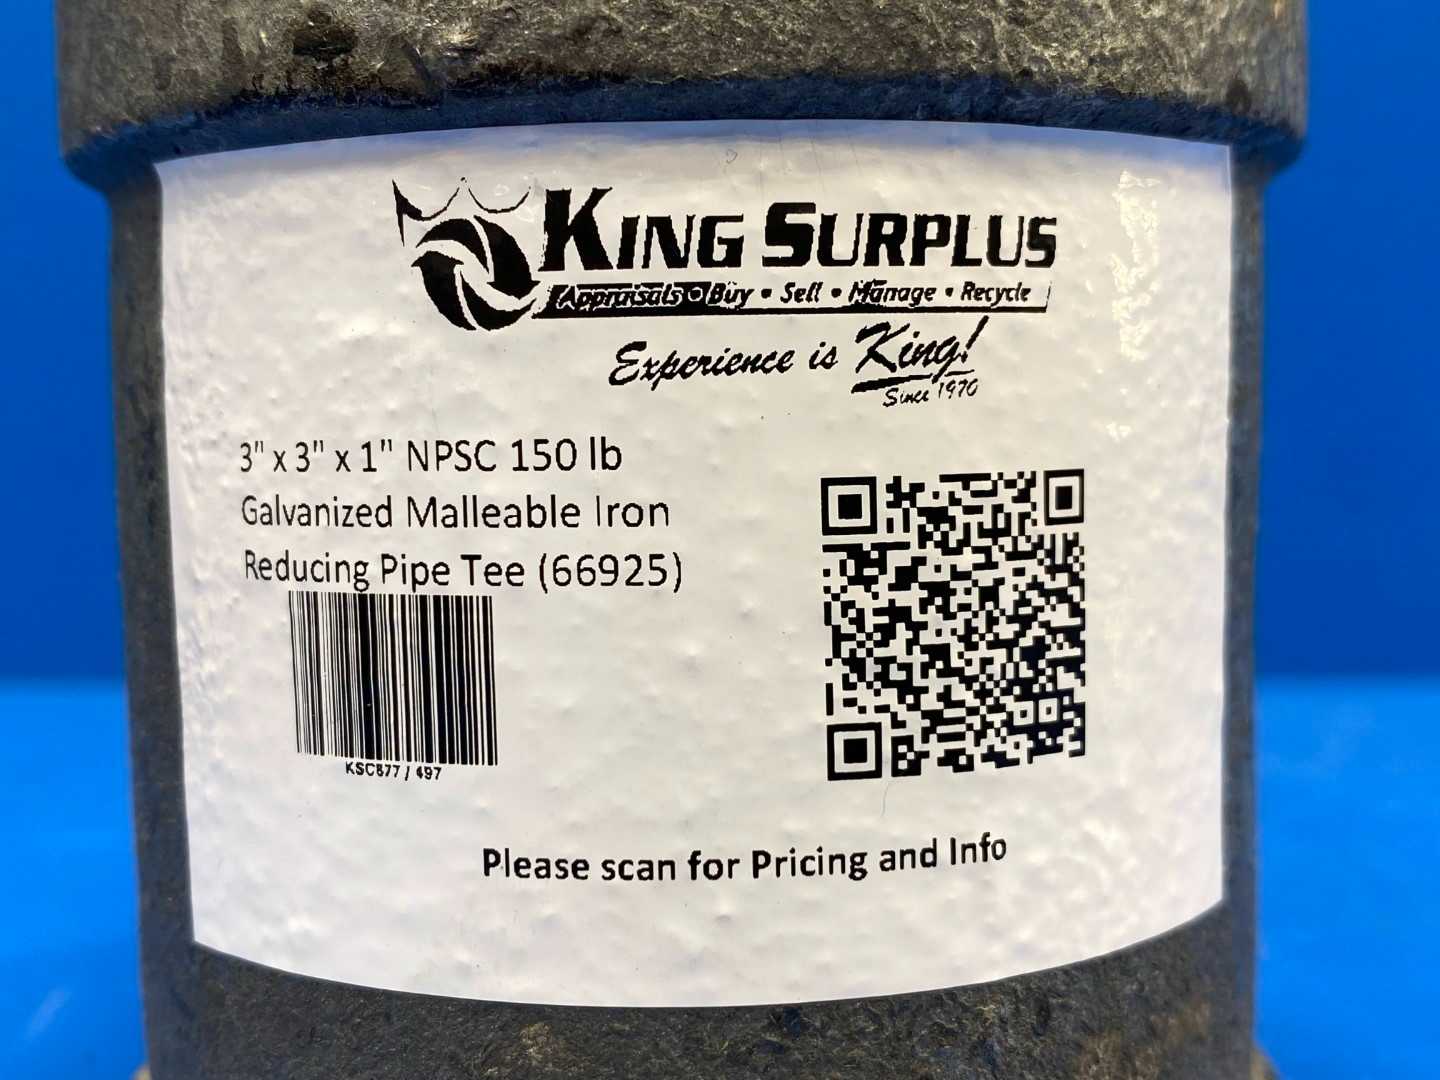 KING SURPLUS
Appraisals • Buy • Sell • Manage • Recycle
Experience is King!
Since 1970
3" x 3" x 1" NPSC 150 lb
Galvanized Malleable Iron
Reducing Pipe Tee (66925)
KSC877 / 497
Please scan for Pricing and Info